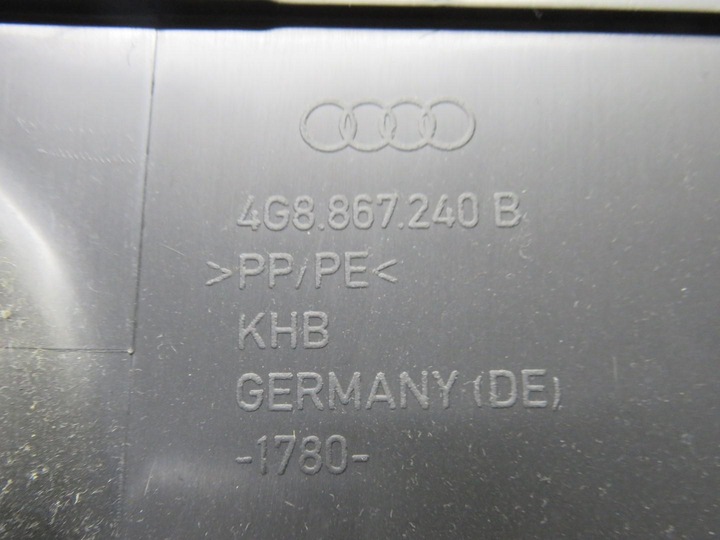 4G8.867.240 B
>PP/PE<
KHB
GERMANY (DE)
-1780-